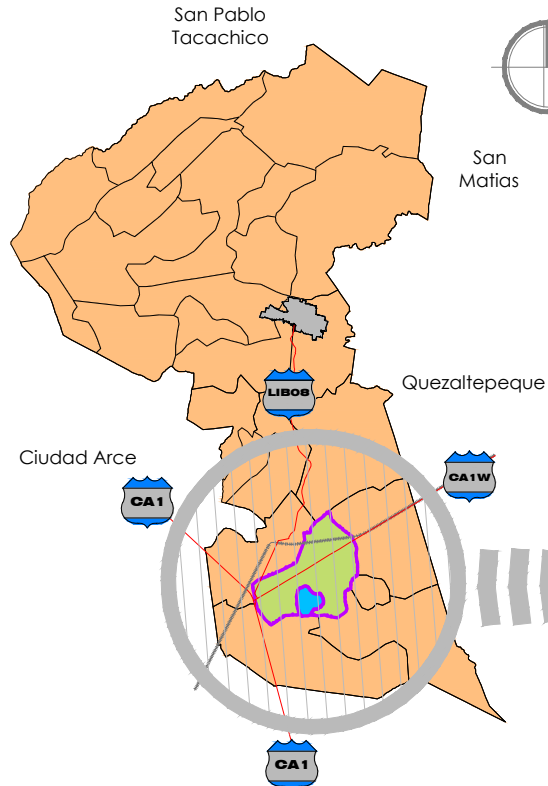 San Pablo
Tacachico
San
Matias
LIB08
Quezaltepeque
Ciudad Arce
CA1W
CA1
CA1